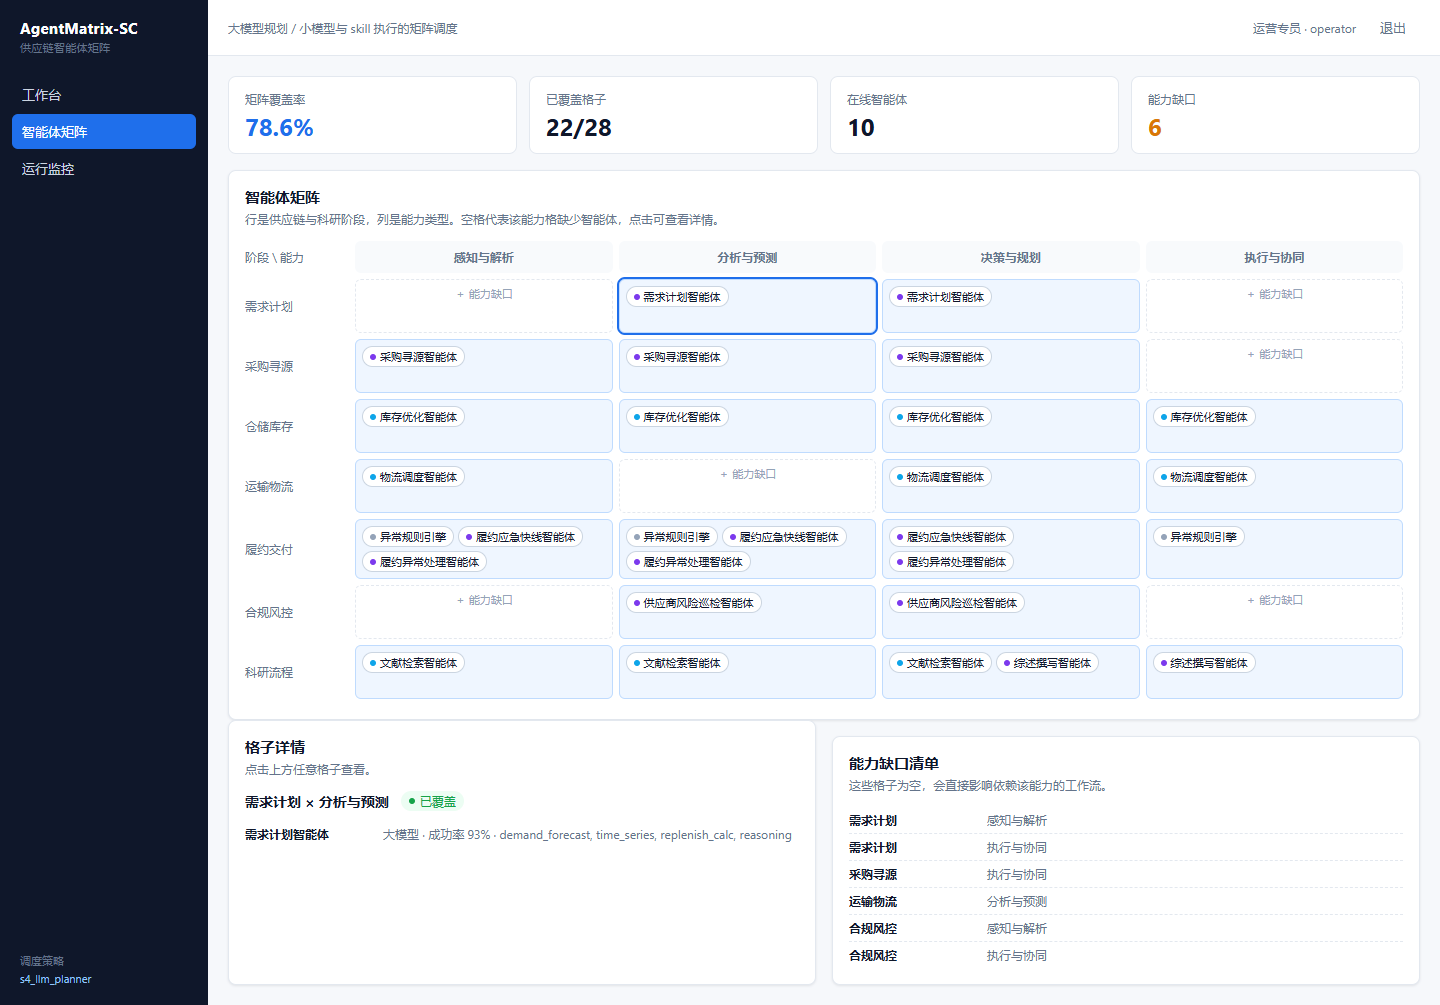 AgentMatrix-SC
供应链智能体矩阵
工作台
智能体矩阵
运行监控
调度策略
s4_llm_planner
大模型规划 / 小模型与 skill 执行的矩阵调度
运营专员 · operator
退出
矩阵覆盖率
78.6%
已覆盖格子
22/28
在线智能体
10
能力缺口
6
智能体矩阵
行是供应链与科研阶段，列是能力类型。空格代表该能力格缺少智能体，点击可查看详情。
阶段 \ 能力 感知与解析 分析与预测 决策与规划 执行与协同
需求计划 + 能力缺口 需求计划智能体 需求计划智能体 + 能力缺口
采购寻源 采购寻源智能体 采购寻源智能体 采购寻源智能体 + 能力缺口
仓储库存 库存优化智能体 库存优化智能体 库存优化智能体 库存优化智能体
运输物流 物流调度智能体 + 能力缺口 物流调度智能体 物流调度智能体
履约交付 异常规则引擎 履约应急快线智能体 履约异常处理智能体 异常规则引擎 履约应急快线智能体 履约异常处理智能体 履约应急快线智能体 履约异常处理智能体 异常规则引擎
合规风控 + 能力缺口 供应商风险巡检智能体 供应商风险巡检智能体 + 能力缺口
科研流程 文献检索智能体 文献检索智能体 文献检索智能体 综述撰写智能体 综述撰写智能体
格子详情
点击上方任意格子查看。
需求计划 × 分析与预测 已覆盖
需求计划智能体 大模型 · 成功率 93% · demand_forecast, time_series, replenish_calc, reasoning
能力缺口清单
这些格子为空，会直接影响依赖该能力的工作流。
需求计划 感知与解析
需求计划 执行与协同
采购寻源 执行与协同
运输物流 分析与预测
合规风控 感知与解析
合规风控 执行与协同